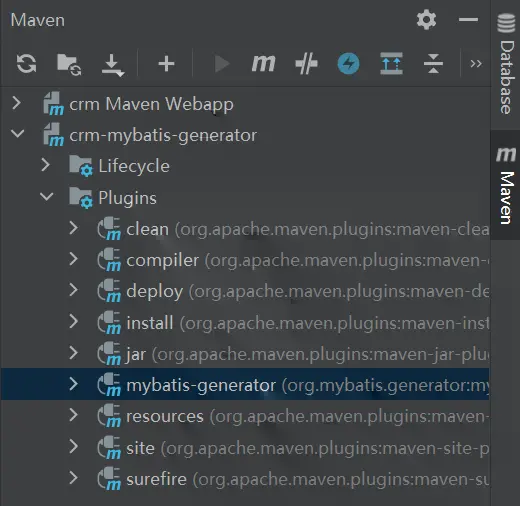 Maven
crm Maven Webapp
crm-mybatis-generator
Lifecycle
Plugins
clean (org.apache.maven.plugins:maven-clea
compiler (org.apache.maven.plugins:maven-
deploy (org.apache.maven.plugins:maven-de
install (org.apache.maven.plugins:maven-inst
jar (org.apache.maven.plugins:maven-jar-plu
mybatis-generator (org.mybatis.generator:my
resources (org.apache.maven.plugins:maven-
site (org.apache.maven.plugins:maven-site-p
surefire (org.apache.maven.plugins:maven-su
Database
Maven